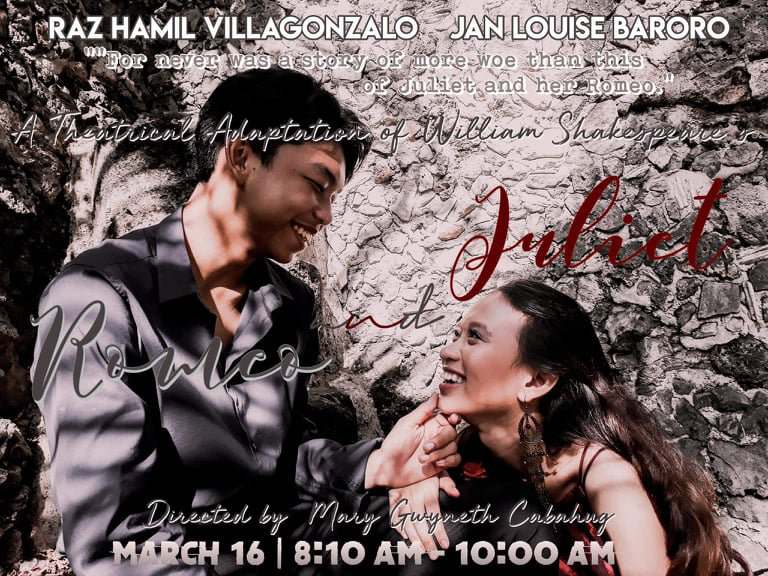 RAZ HAMIL VILLAGONZALO JAN LOUISE BARORO
""For never was a story of more woe than this
of Juliet and her Romeo."
A Theatrical Adaptation of William Shakespeare's
Juliet
and
Romeo
Directed by Mary Gwyneth Cabahug
MARCH 16 | 8:10 AM - 10:00 AM